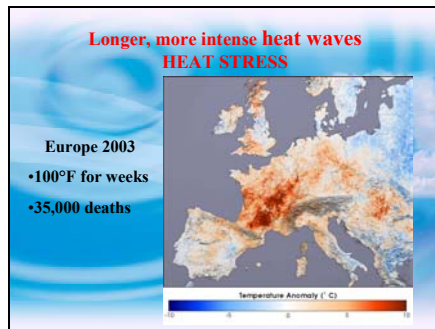 Longer, more intense heat waves
HEAT STRESS
Europe 2003
•100°F for weeks
•35,000 deaths
Temperature Anomaly (°C)
-10 -5 0 5 10